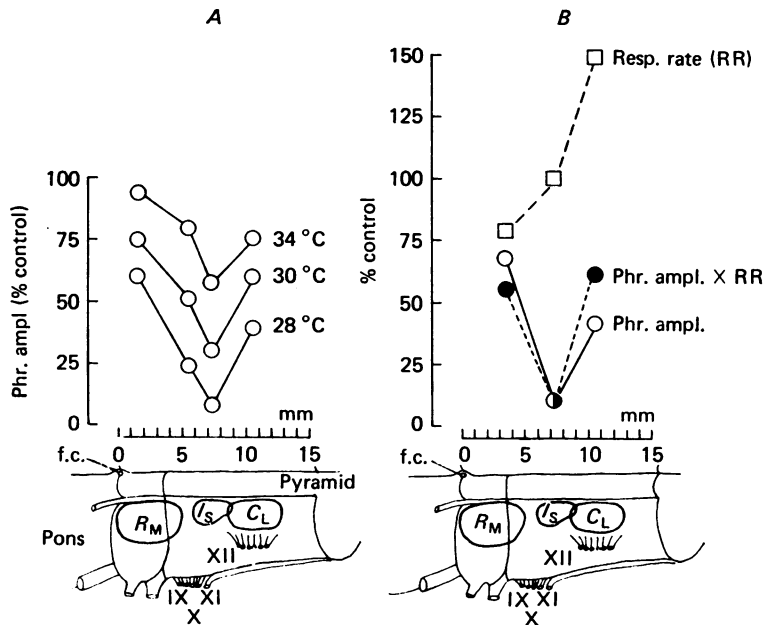 A
Phr. ampl (% control)
100
75
50
25
0
34 °C
30 °C
28 °C
mm
0 5 10 15
f.c.
Pyramid
Pons
R_M
I_S
C_L
XII
IX XI
X
B
% control
150
125
100
75
50
25
0
Resp. rate (RR)
Phr. ampl. X RR
Phr. ampl.
mm
0 5 10 15
f.c.
R_M
I_S
C_L
XII
IX XI
X